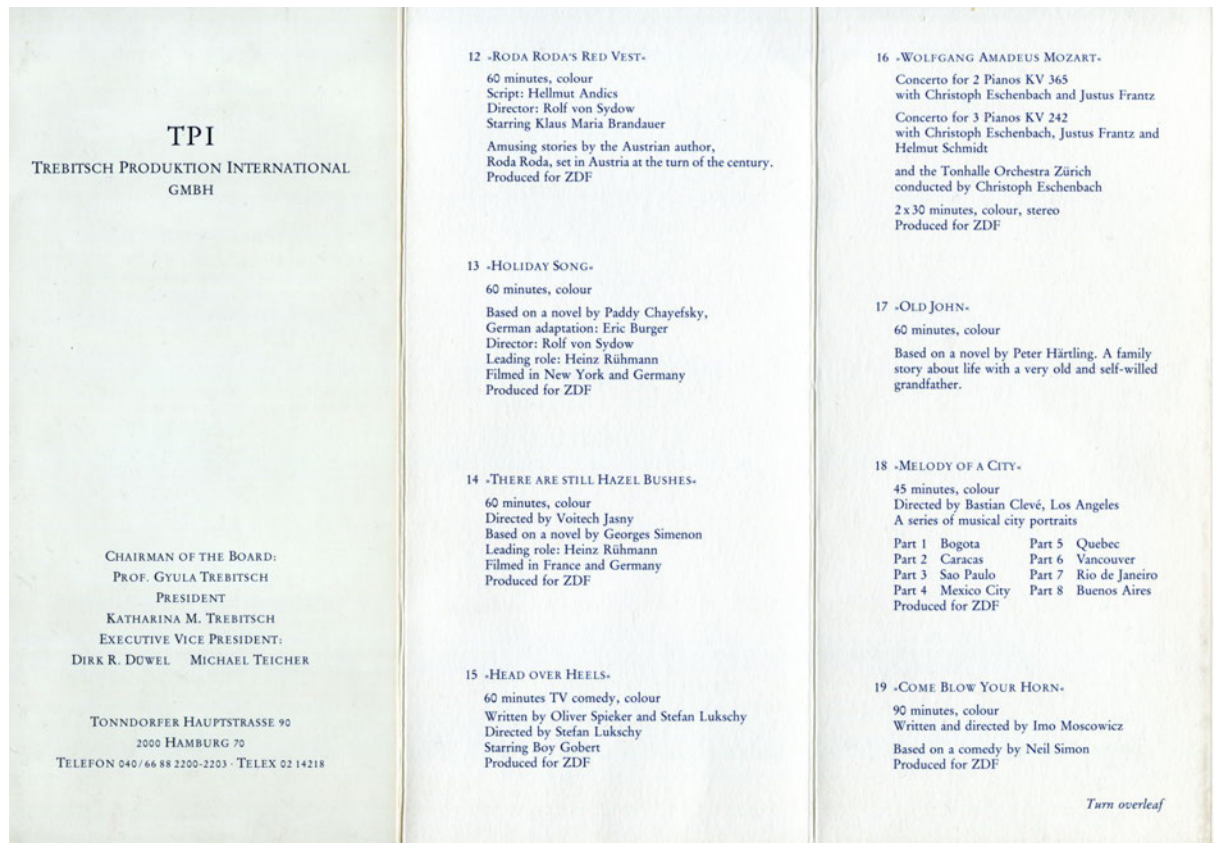 TPI
TREBITSCH PRODUKTION INTERNATIONAL
GMBH
CHAIRMAN OF THE BOARD:
PROF. GYULA TREBITSCH
PRESIDENT
KATHARINA M. TREBITSCH
EXECUTIVE VICE PRESIDENT:
DIRK R. DÜWEL MICHAEL TEICHER
TONNDORFER HAUPTSTRASSE 90
2000 HAMBURG 70
TELEFON 040/66 88 2200-2203 · TELEX 02 14218
12 »RODA RODA'S RED VEST«
60 minutes, colour
Script: Hellmut Andics
Director: Rolf von Sydow
Starring Klaus Maria Brandauer
Amusing stories by the Austrian author,
Roda Roda, set in Austria at the turn of the century.
Produced for ZDF
13 »HOLIDAY SONG«
60 minutes, colour
Based on a novel by Paddy Chayefsky,
German adaptation: Eric Burger
Director: Rolf von Sydow
Leading role: Heinz Rühmann
Filmed in New York and Germany
Produced for ZDF
14 »THERE ARE STILL HAZEL BUSHES«
60 minutes, colour
Directed by Voitech Jasny
Based on a novel by Georges Simenon
Leading role: Heinz Rühmann
Filmed in France and Germany
Produced for ZDF
15 »HEAD OVER HEELS«
60 minutes TV comedy, colour
Written by Oliver Spieker and Stefan Lukschy
Directed by Stefan Lukschy
Starring Boy Gobert
Produced for ZDF
16 »WOLFGANG AMADEUS MOZART«
Concerto for 2 Pianos KV 365
with Christoph Eschenbach and Justus Frantz
Concerto for 3 Pianos KV 242
with Christoph Eschenbach, Justus Frantz and
Helmut Schmidt
and the Tonhalle Orchestra Zürich
conducted by Christoph Eschenbach
2 x 30 minutes, colour, stereo
Produced for ZDF
17 »OLD JOHN«
60 minutes, colour
Based on a novel by Peter Härtling. A family
story about life with a very old and self-willed
grandfather.
18 »MELODY OF A CITY«
45 minutes, colour
Directed by Bastian Clevé, Los Angeles
A series of musical city portraits
Part 1 Bogota Part 5 Quebec
Part 2 Caracas Part 6 Vancouver
Part 3 Sao Paulo Part 7 Rio de Janeiro
Part 4 Mexico City Part 8 Buenos Aires
Produced for ZDF
19 »COME BLOW YOUR HORN«
90 minutes, colour
Written and directed by Imo Moscowicz
Based on a comedy by Neil Simon
Produced for ZDF
Turn overleaf